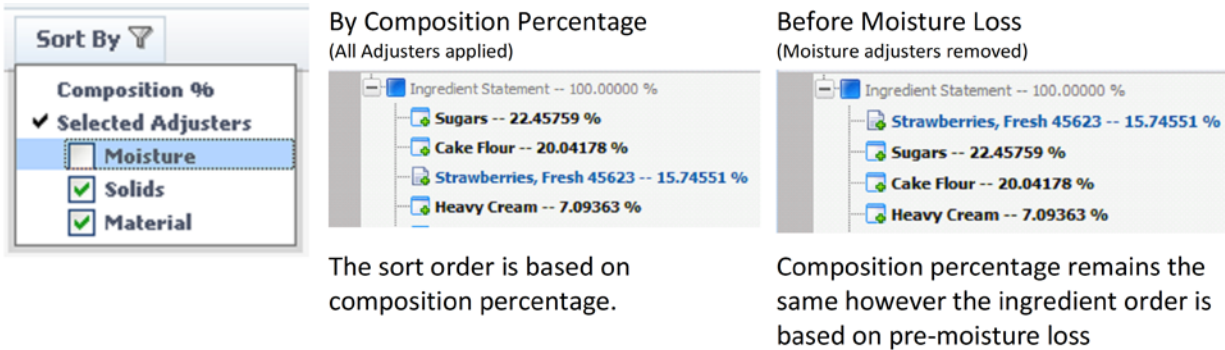 Sort By
Composition %
Selected Adjusters
Moisture
Solids
Material
By Composition Percentage
(All Adjusters applied)
Ingredient Statement -- 100.00000 %
Sugars -- 22.45759 %
Cake Flour -- 20.04178 %
Strawberries, Fresh 45623 -- 15.74551 %
Heavy Cream -- 7.09363 %
The sort order is based on
composition percentage.
Before Moisture Loss
(Moisture adjusters removed)
Ingredient Statement -- 100.00000 %
Strawberries, Fresh 45623 -- 15.74551 %
Sugars -- 22.45759 %
Cake Flour -- 20.04178 %
Heavy Cream -- 7.09363 %
Composition percentage remains the
same however the ingredient order is
based on pre-moisture loss